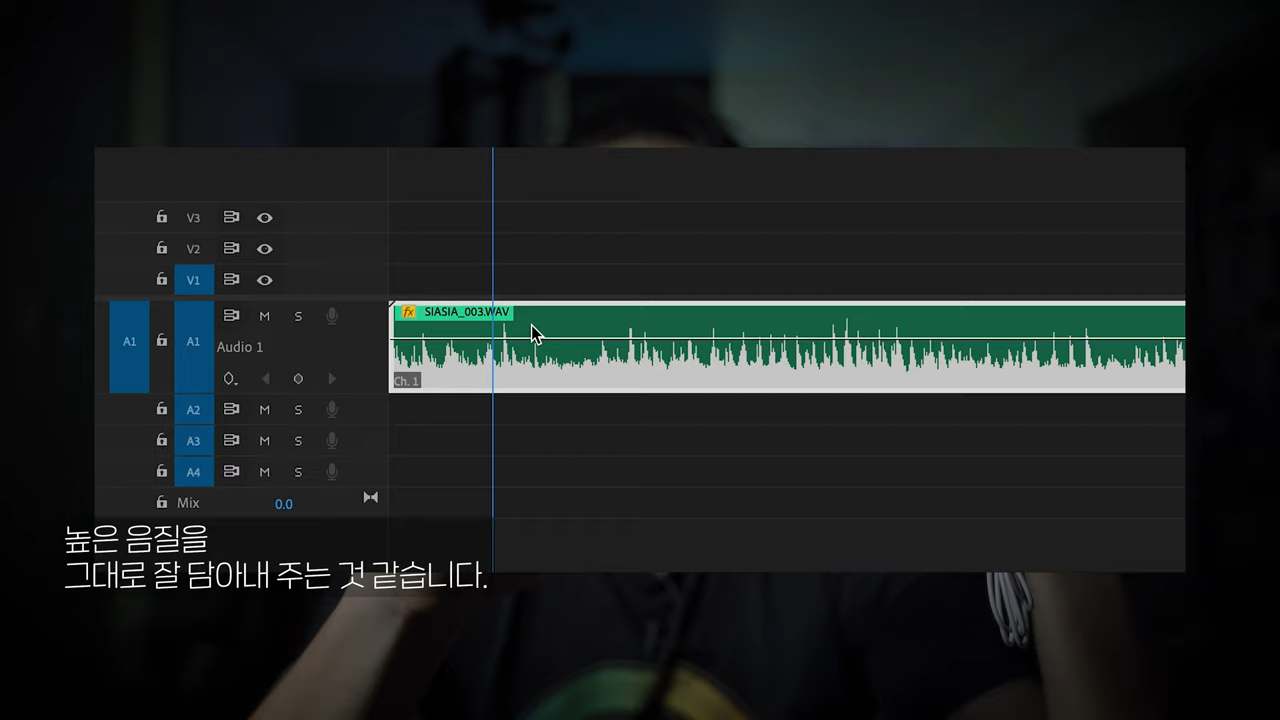 V3
V2
V1
A1 A1 M S
Audio 1
fx SIASIA_003.WAV
Ch. 1
A2 M S
A3 M S
A4 M S
Mix 0.0
높은 음질을
그대로 잘 담아내 주는 것 같습니다.